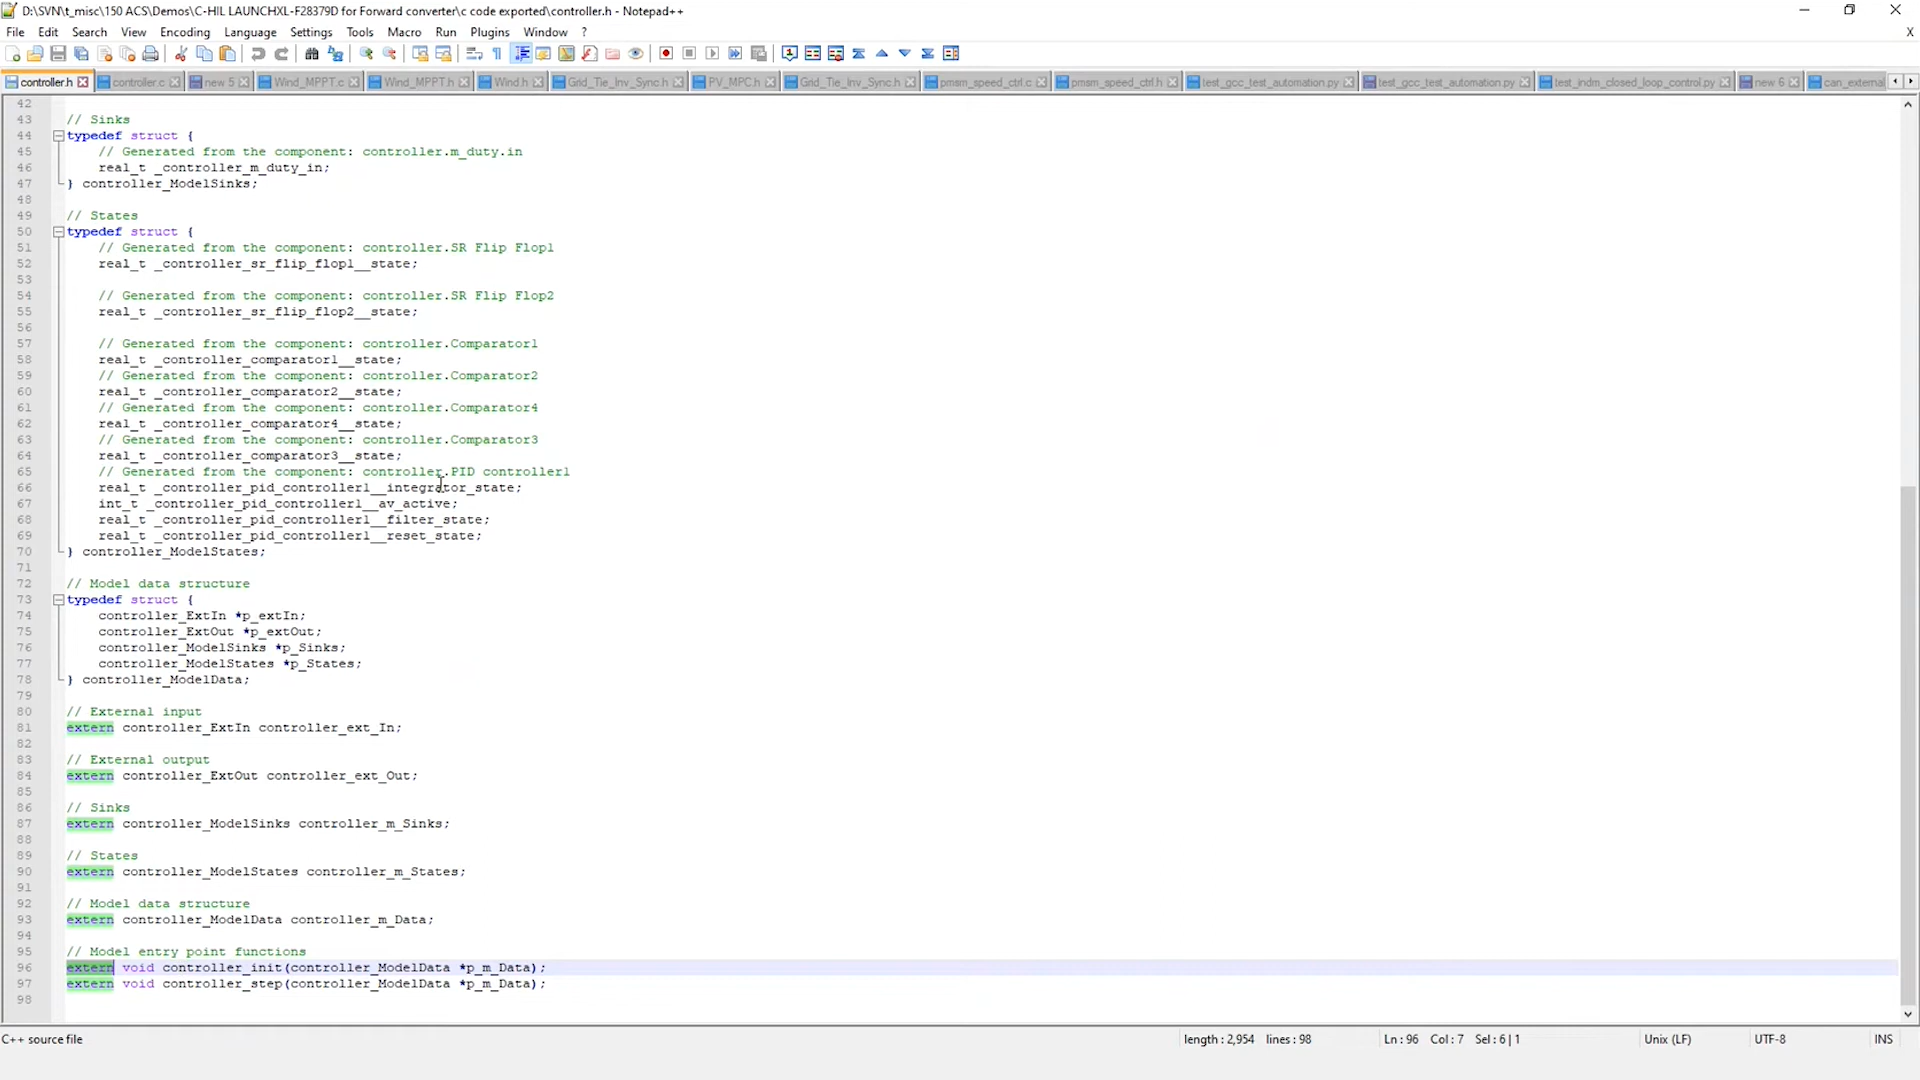 D:\SVN\t_misc\150 ACS\Demos\C-HIL LAUNCHXL-F28379D for Forward converter\c code exported\controller.h - Notepad++
File Edit Search View Encoding Language Settings Tools Macro Run Plugins Window ? X
controller.h controller.c new 5 Wind_MPPT.c Wind_MPPT.h Wind.h Grid_Tie_Inv_Sync.h PV_MPC.h Grid_Tie_Inv_Sync.h pmsm_speed_ctrl.c pmsm_speed_ctrl.h test_gcc_test_automation.py test_gcc_test_automation.py test_indm_closed_loop_control.py new 6 can_external
42
43 // Sinks
44 typedef struct {
45 // Generated from the component: controller.m_duty.in
46 real_t _controller_m_duty_in;
47 } controller_ModelSinks;
48
49 // States
50 typedef struct {
51 // Generated from the component: controller.SR Flip Flop1
52 real_t _controller_sr_flip_flop1__state;
53
54 // Generated from the component: controller.SR Flip Flop2
55 real_t _controller_sr_flip_flop2__state;
56
57 // Generated from the component: controller.Comparator1
58 real_t _controller_comparator1__state;
59 // Generated from the component: controller.Comparator2
60 real_t _controller_comparator2__state;
61 // Generated from the component: controller.Comparator4
62 real_t _controller_comparator4__state;
63 // Generated from the component: controller.Comparator3
64 real_t _controller_comparator3__state;
65 // Generated from the component: controller.PID controller1
66 real_t _controller_pid_controller1__integrator_state;
67 int_t _controller_pid_controller1__av_active;
68 real_t _controller_pid_controller1__filter_state;
69 real_t _controller_pid_controller1__reset_state;
70 } controller_ModelStates;
71
72 // Model data structure
73 typedef struct {
74 controller_ExtIn *p_extIn;
75 controller_ExtOut *p_extOut;
76 controller_ModelSinks *p_Sinks;
77 controller_ModelStates *p_States;
78 } controller_ModelData;
79
80 // External input
81 extern controller_ExtIn controller_ext_In;
82
83 // External output
84 extern controller_ExtOut controller_ext_Out;
85
86 // Sinks
87 extern controller_ModelSinks controller_m_Sinks;
88
89 // States
90 extern controller_ModelStates controller_m_States;
91
92 // Model data structure
93 extern controller_ModelData controller_m_Data;
94
95 // Model entry point functions
96 extern void controller_init(controller_ModelData *p_m_Data);
97 extern void controller_step(controller_ModelData *p_m_Data);
98
C++ source file length : 2,954 lines : 98 Ln : 96 Col : 7 Sel : 6 | 1 Unix (LF) UTF-8 INS